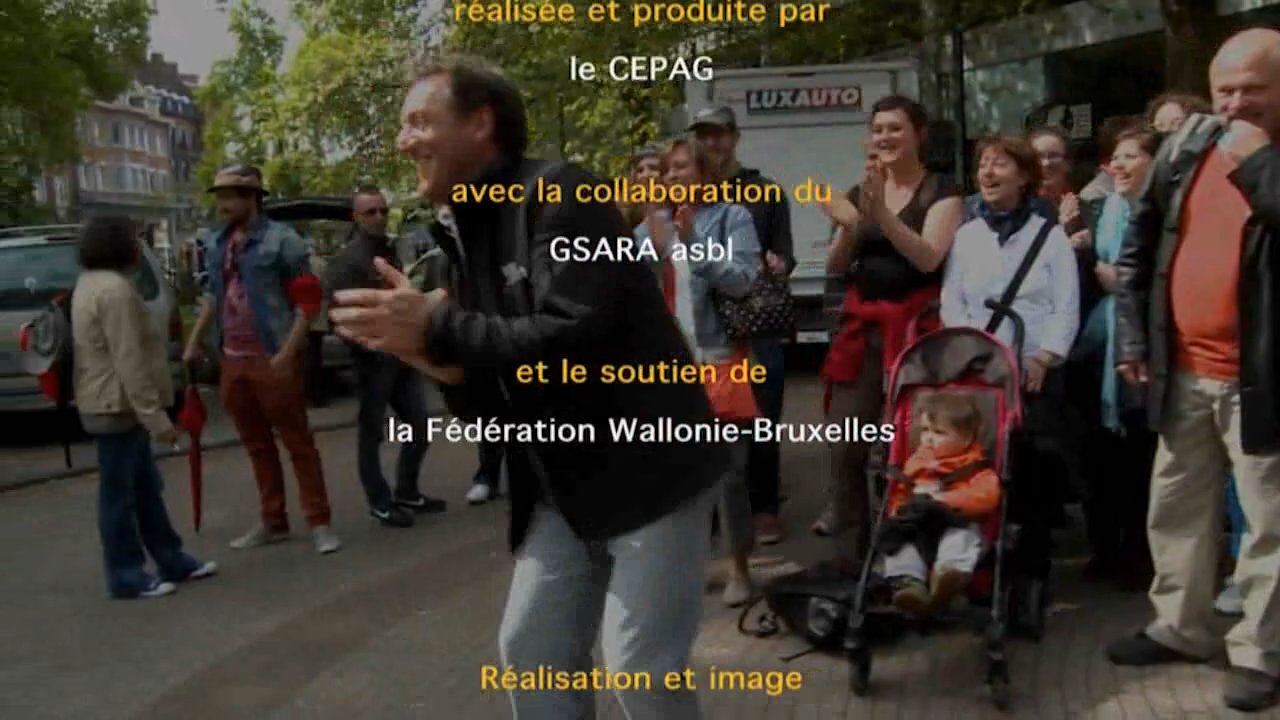 réalisée et produite par
le CEPAG
LUXAUTO
avec la collaboration du
GSARA asbl
et le soutien de
la Fédération Wallonie-Bruxelles
Réalisation et image